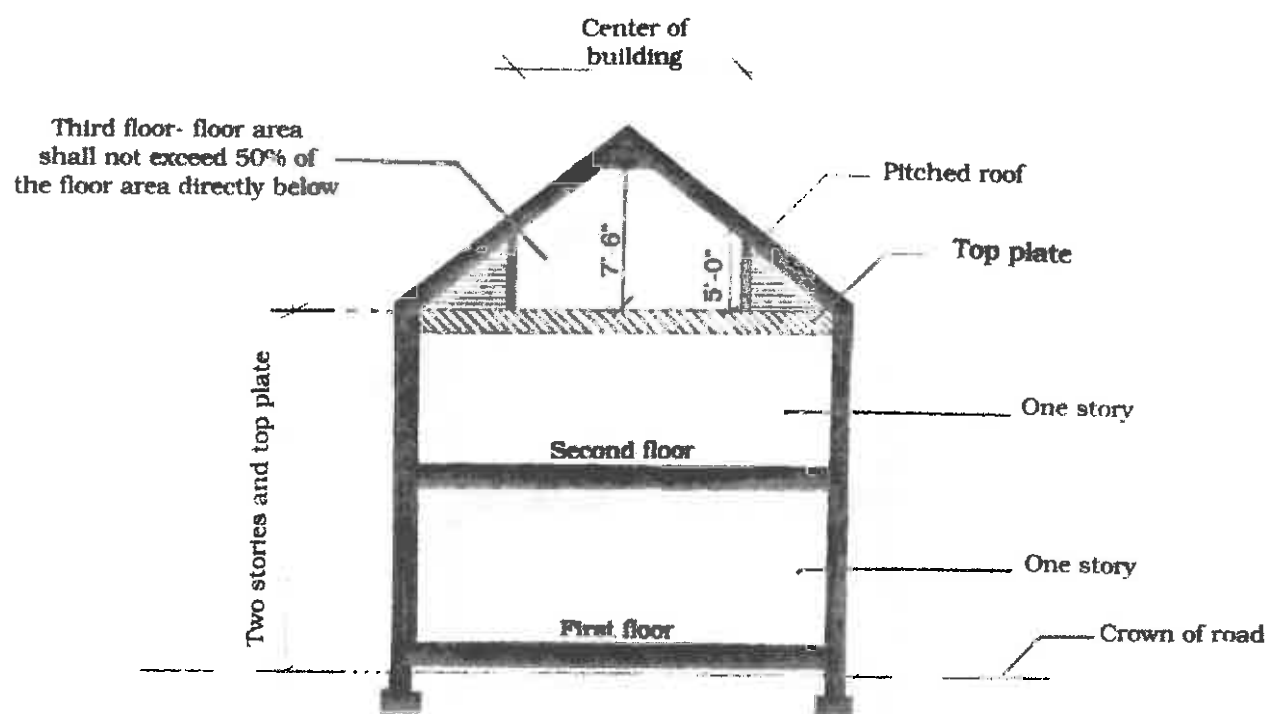 Center of
building
Third floor- floor area
shall not exceed 50% of
the floor area directly below
Pitched roof
Top plate
7'-6"
5'-0"
Two stories and top plate
One story
Second floor
One story
First floor
Crown of road